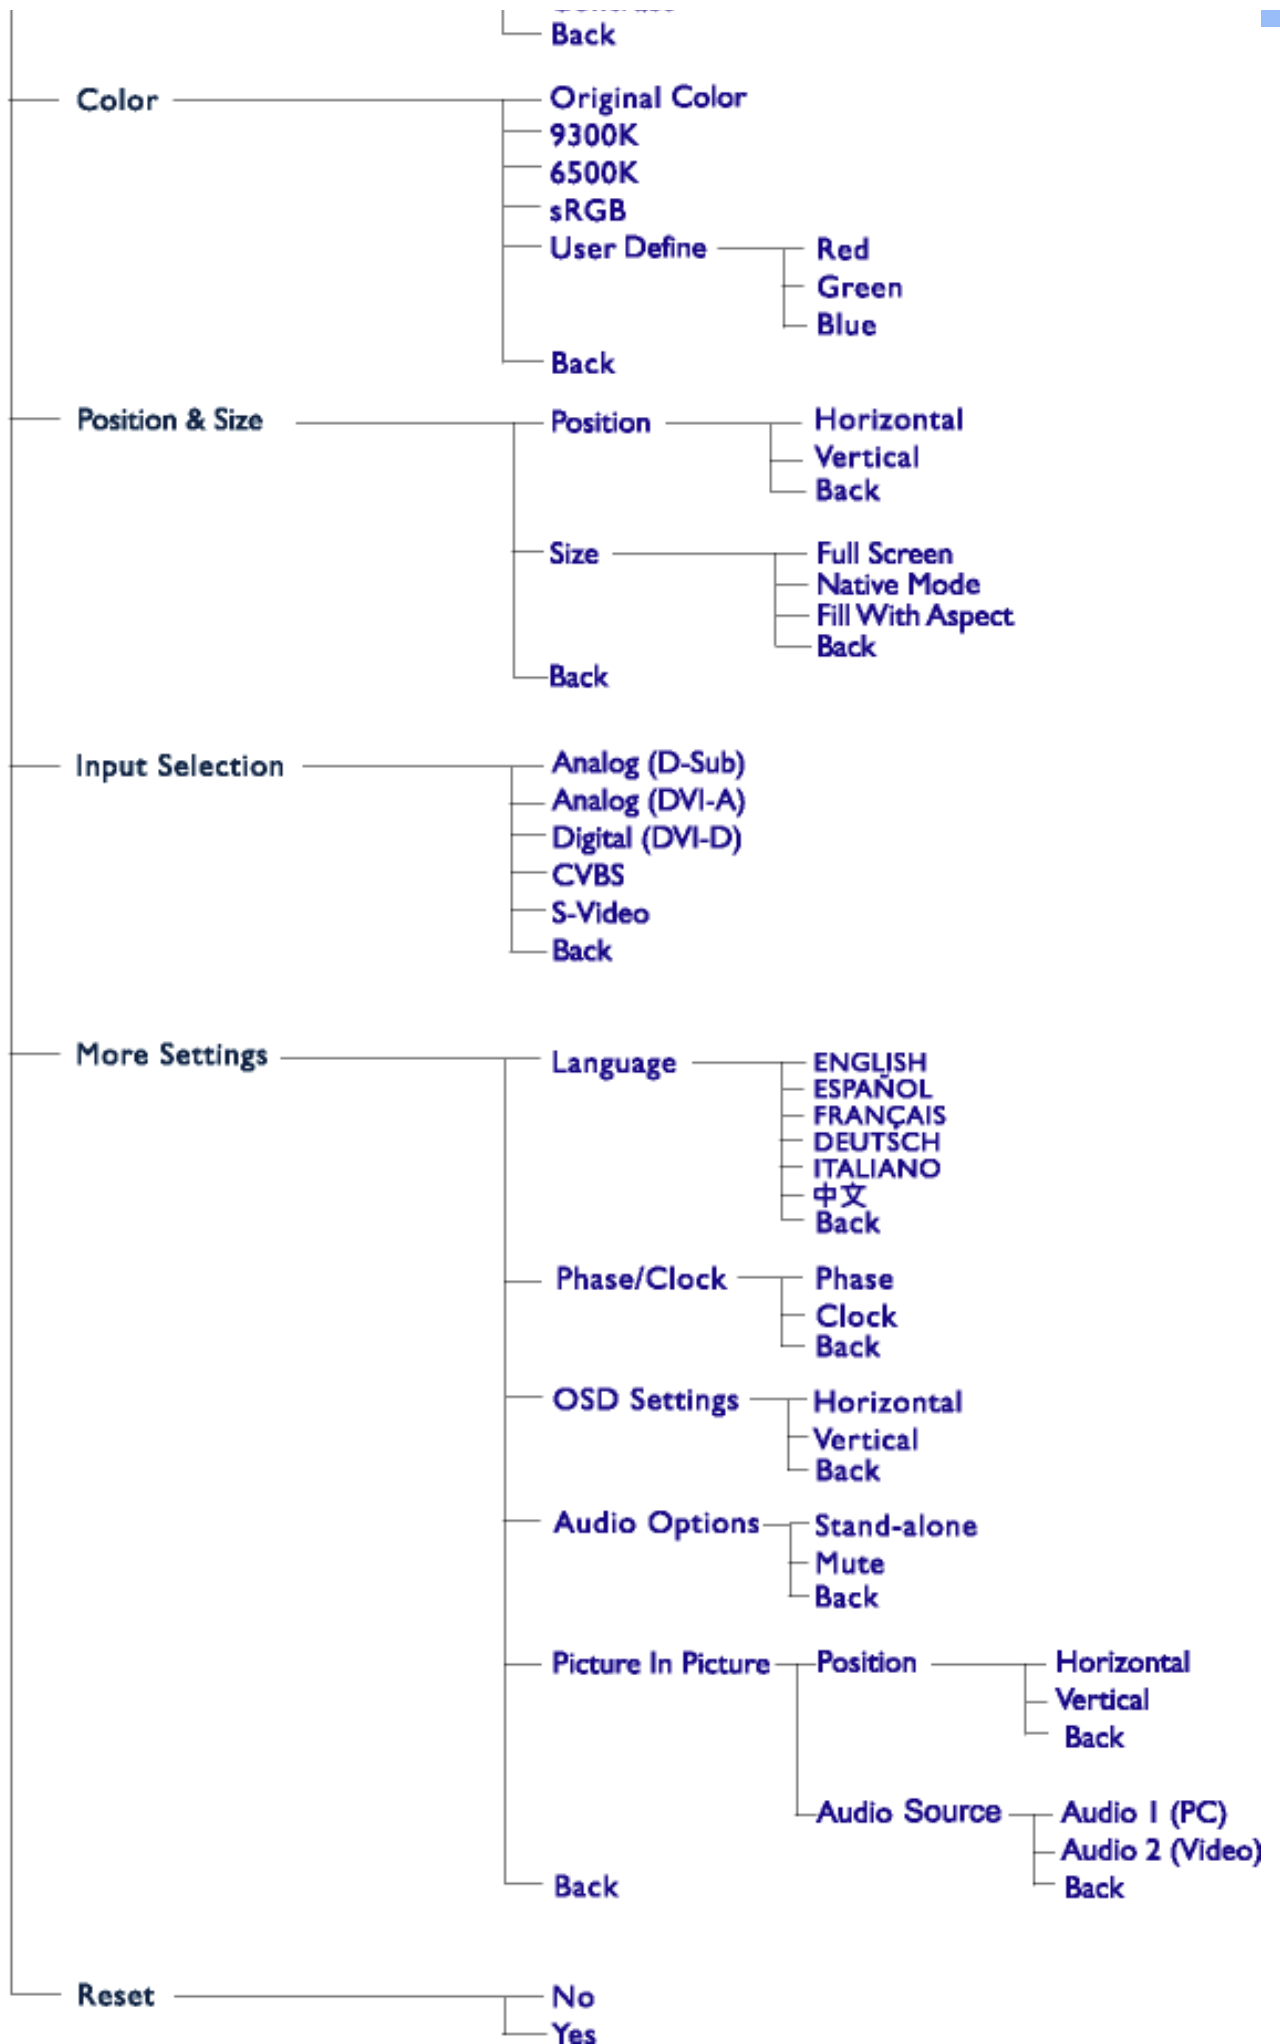 Back
Color
Original Color
9300K
6500K
sRGB
User Define
Red
Green
Blue
Back
Position & Size
Position
Horizontal
Vertical
Back
Size
Full Screen
Native Mode
Fill With Aspect
Back
Back
Input Selection
Analog (D-Sub)
Analog (DVI-A)
Digital (DVI-D)
CVBS
S-Video
Back
More Settings
Language
ENGLISH
ESPAÑOL
FRANÇAIS
DEUTSCH
ITALIANO
中文
Back
Phase/Clock
Phase
Clock
Back
OSD Settings
Horizontal
Vertical
Back
Audio Options
Stand-alone
Mute
Back
Picture In Picture
Position
Horizontal
Vertical
Back
Audio Source
Audio 1 (PC)
Audio 2 (Video)
Back
Back
Reset
No
Yes